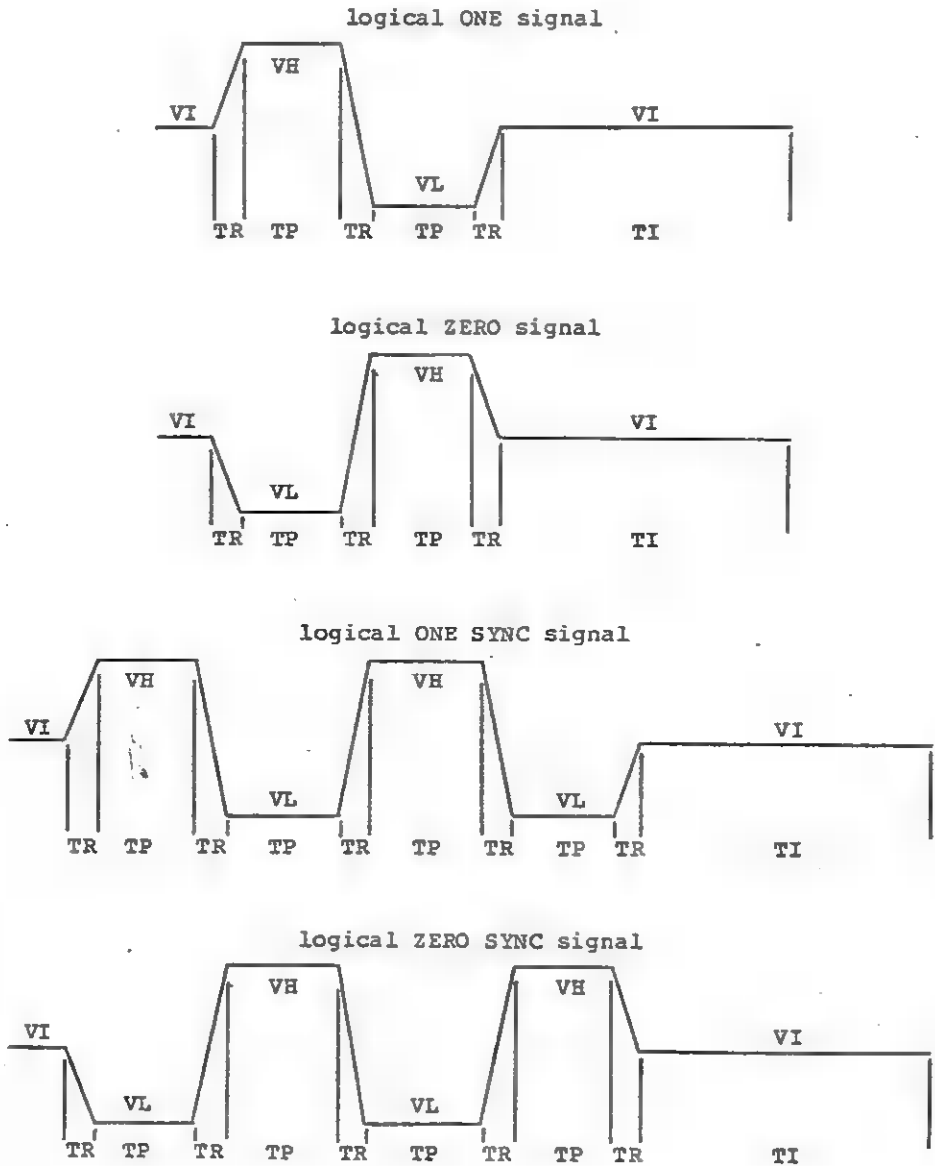 logical ONE signal
VH
VI VI
VL
TR TP TR TP TR TI
logical ZERO signal
VH
VI VI
VL
TR TP TR TP TR TI
logical ONE SYNC signal
VH VH
VI VI
VL VL
TR TP TR TP TR TP TR TP TR TI
logical ZERO SYNC signal
VH VH
VI VI
VL VL
TR TP TR TP TR TP TR TP TR TI